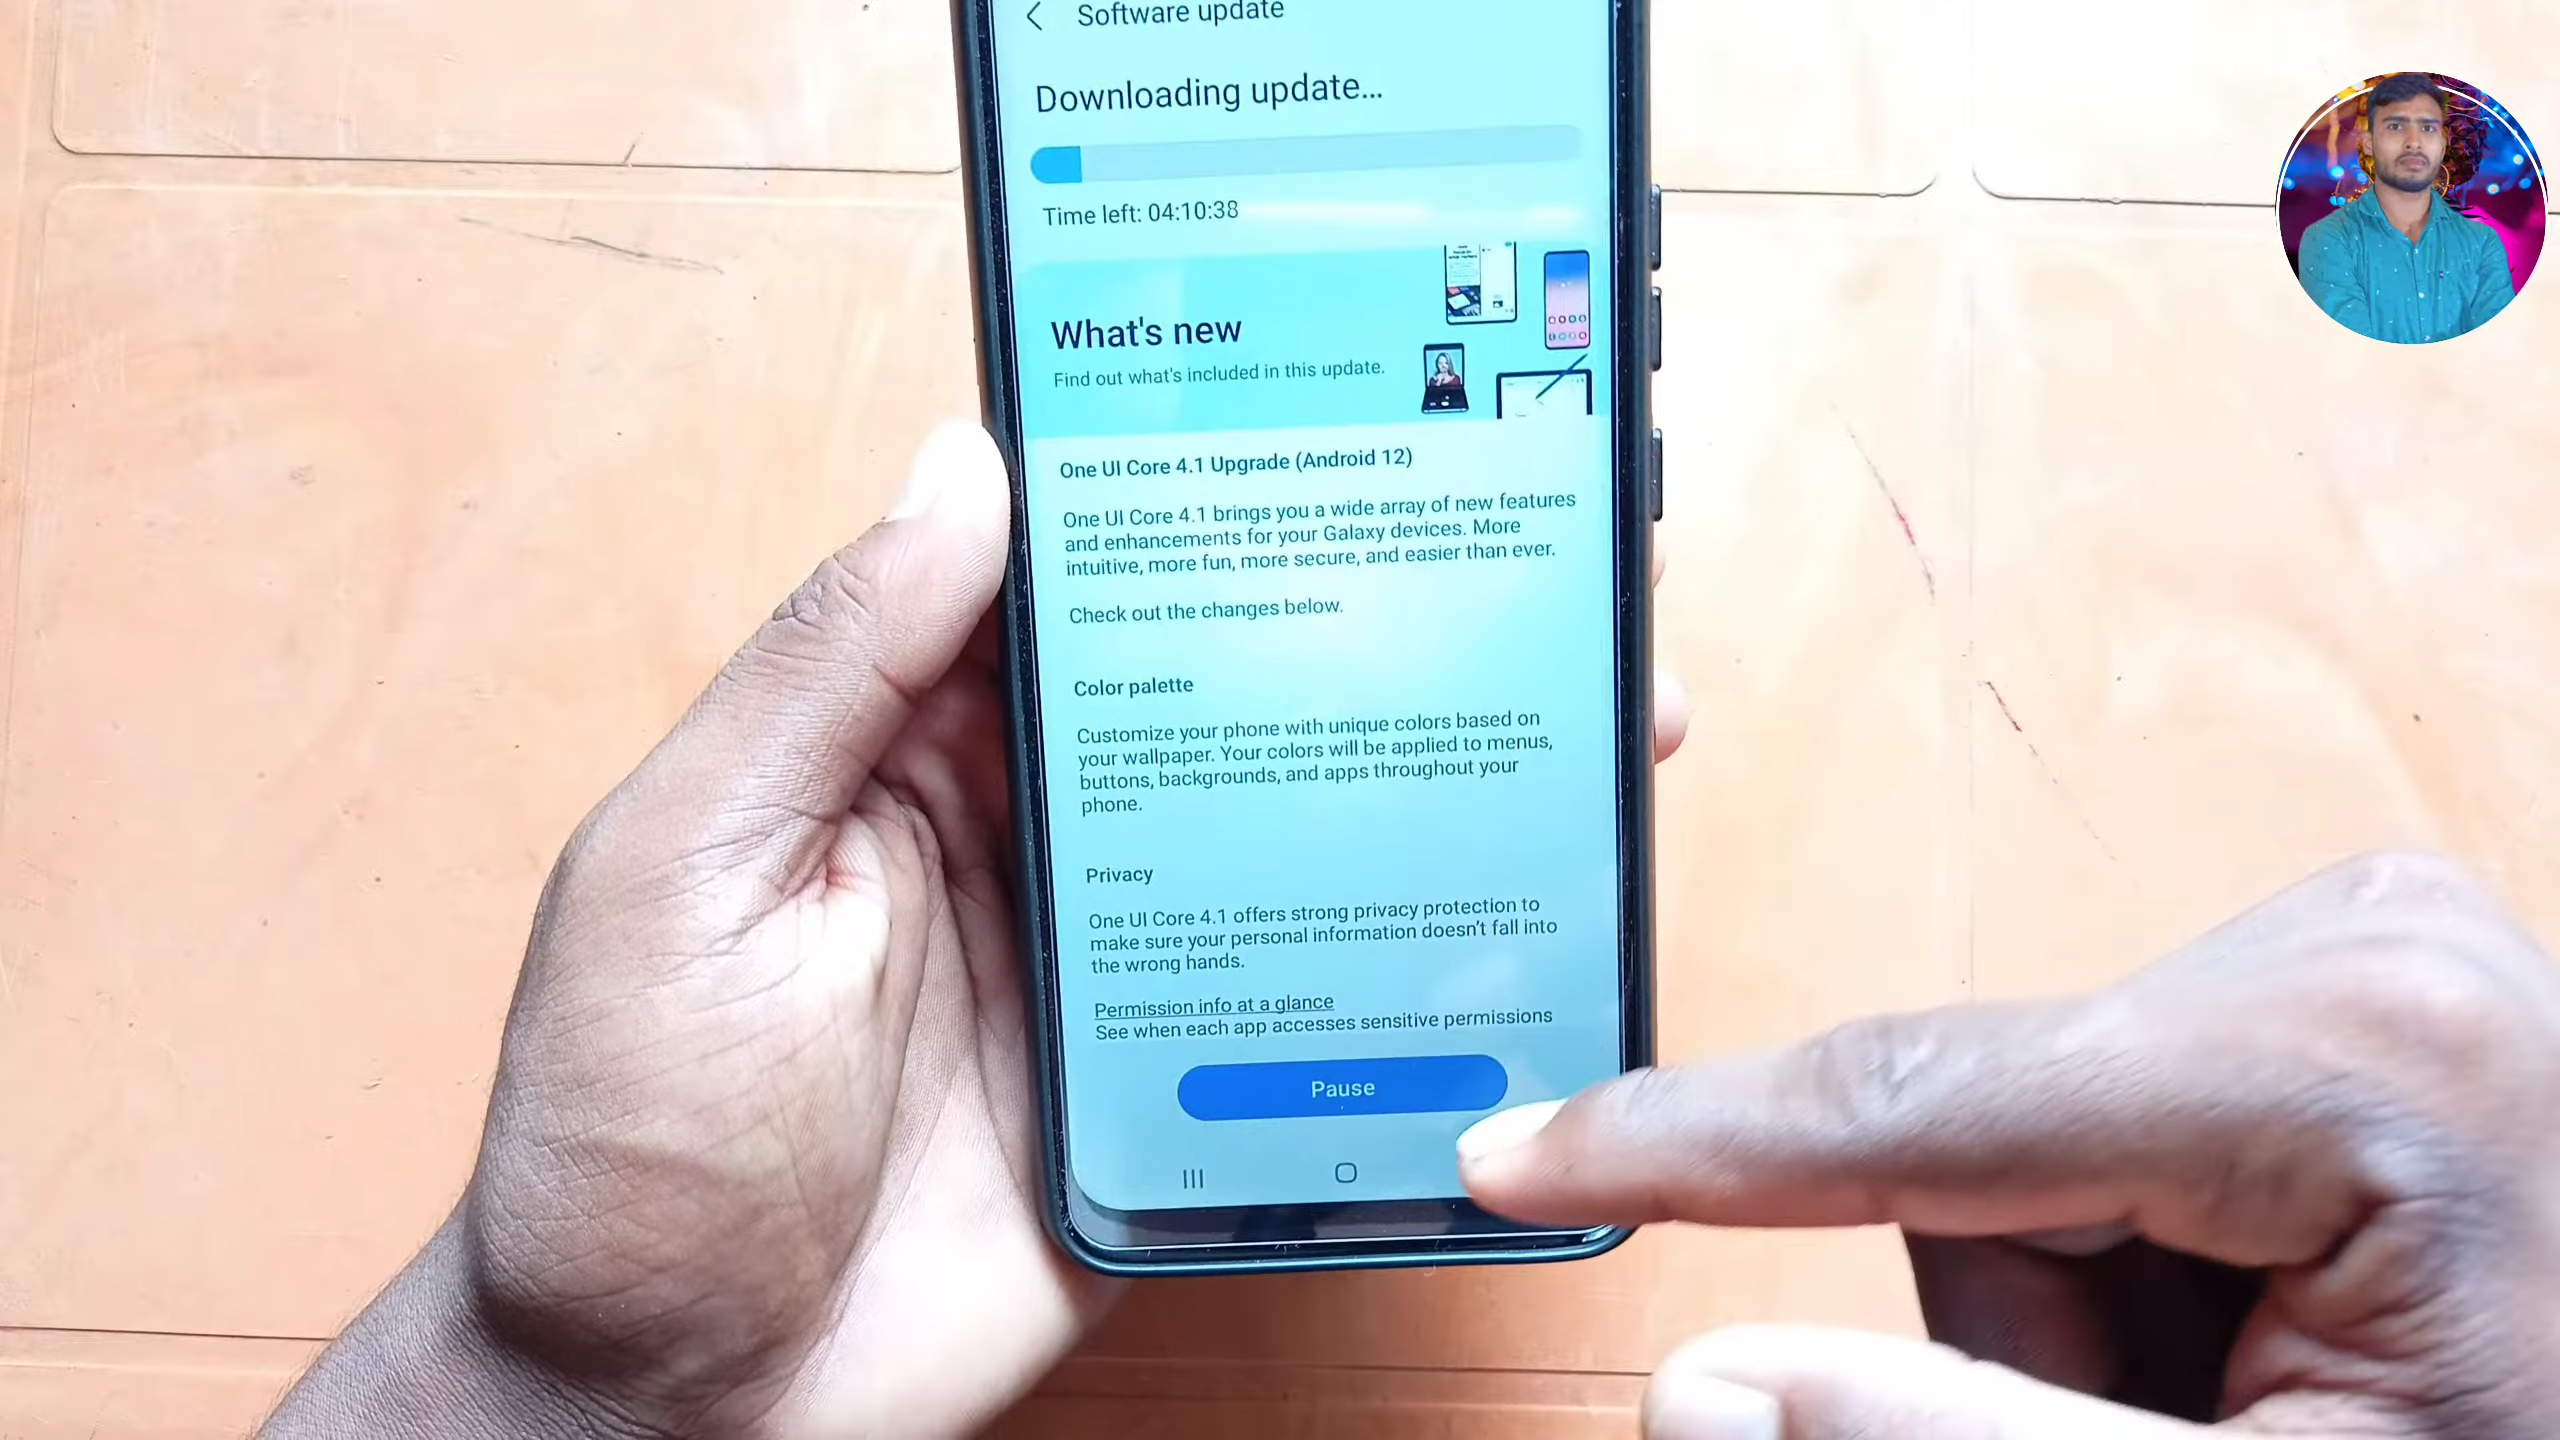 Software update
Downloading update...
Time left: 04:10:38
What's new
Find out what's included in this update.
One UI Core 4.1 Upgrade (Android 12)
One UI Core 4.1 brings you a wide array of new features
and enhancements for your Galaxy devices. More
intuitive, more fun, more secure, and easier than ever.
Check out the changes below.
Color palette
Customize your phone with unique colors based on
your wallpaper. Your colors will be applied to menus,
buttons, backgrounds, and apps throughout your
phone.
Privacy
One UI Core 4.1 offers strong privacy protection to
make sure your personal information doesn’t fall into
the wrong hands.
Permission info at a glance
See when each app accesses sensitive permissions
Pause